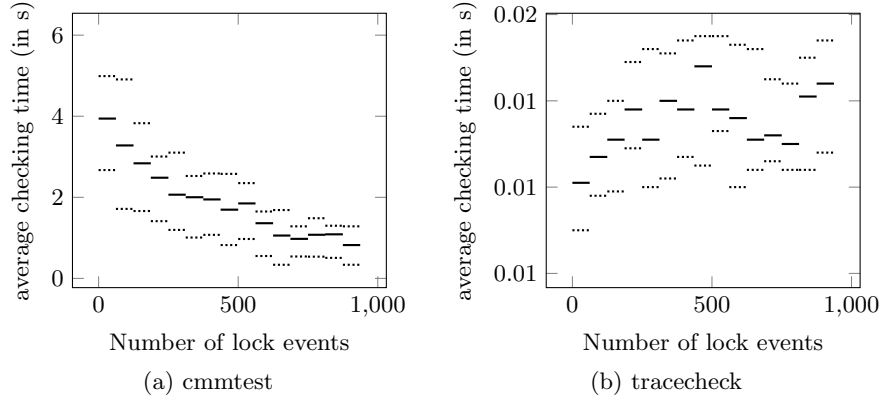 average checking time (in s)
6
4
2
0
0
500
1,000
Number of lock events
(a) cmmtest
average checking time (in s)
0.02
0.01
0.01
0.01
0
500
1,000
Number of lock events
(b) tracecheck